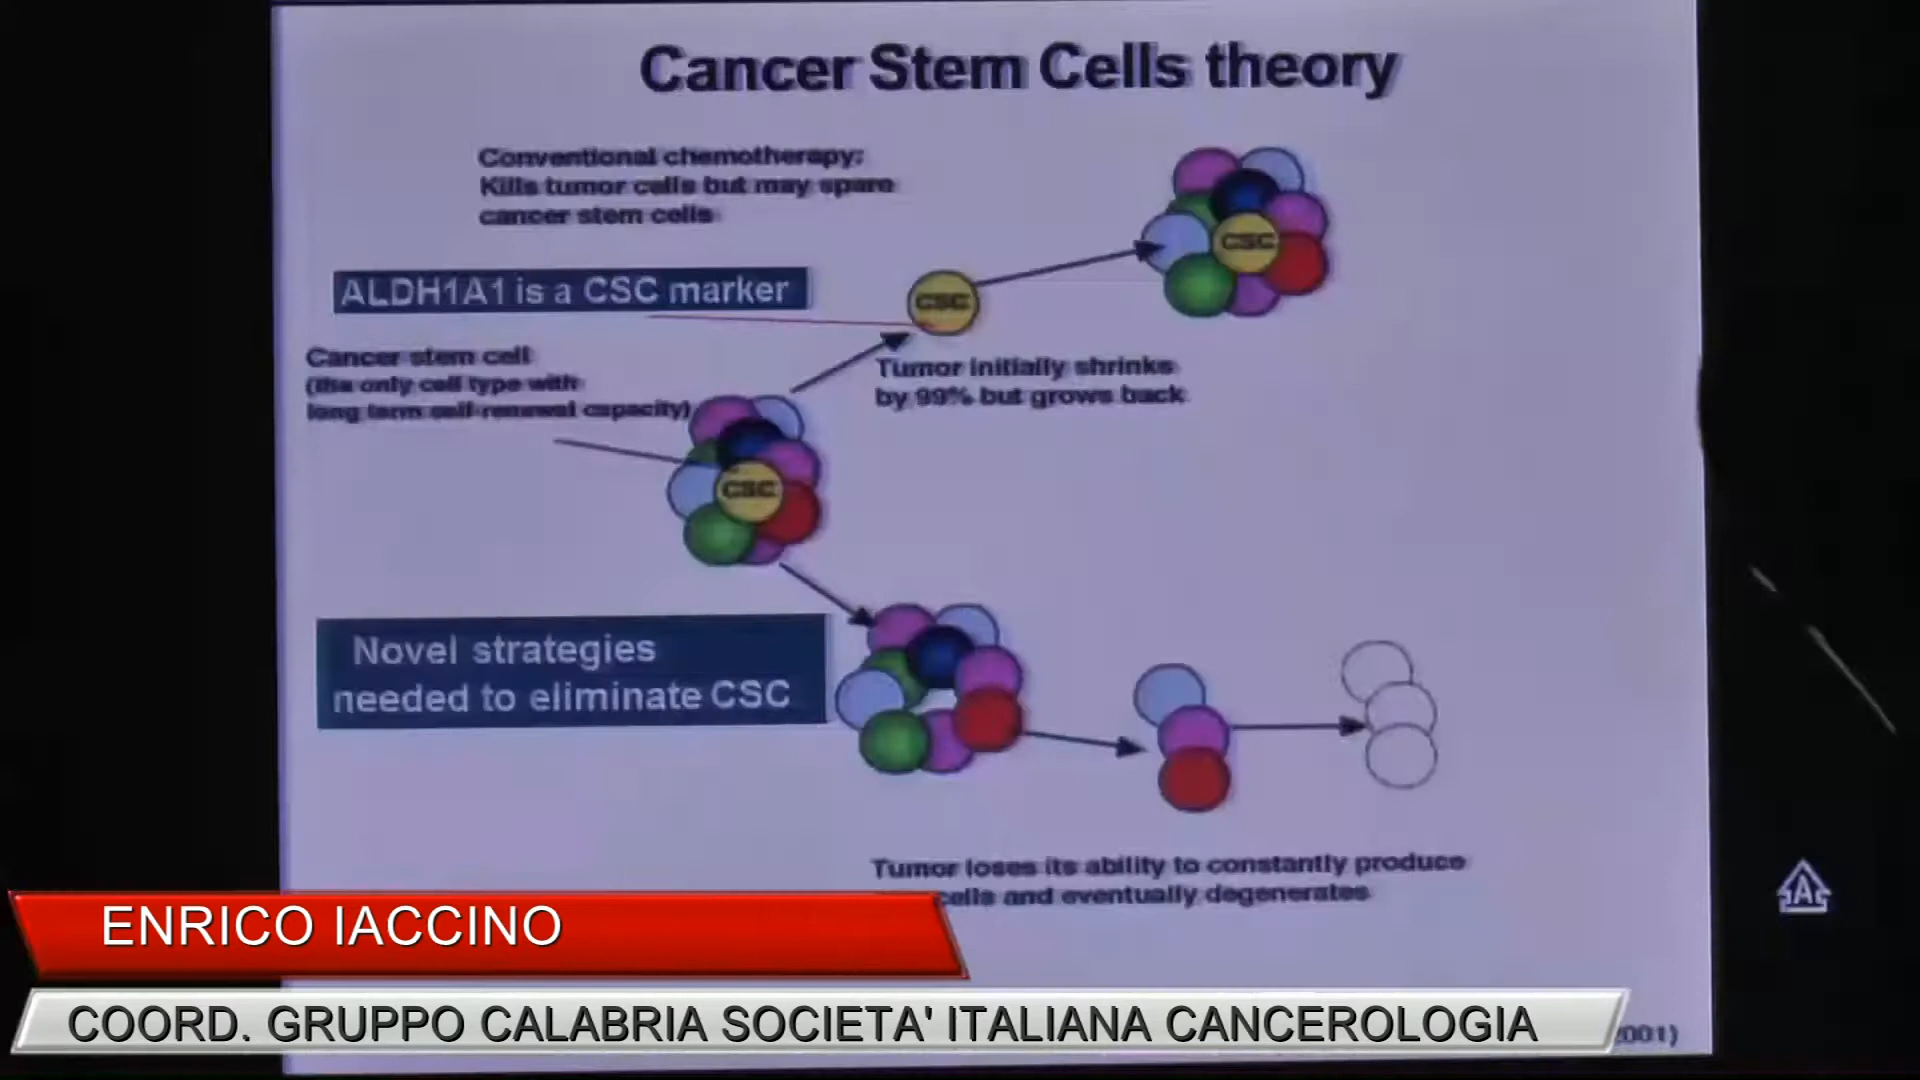 Cancer Stem Cells theory
Conventional chemotherapy:
Kills tumor cells but may spare
cancer stem cells
CSC
ALDH1A1 is a CSC marker
CSC
Cancer stem cell
(the only cell type with
long term self-renewal capacity)
Tumor initially shrinks
by 99% but grows back
CSC
Novel strategies
needed to eliminate CSC
Tumor loses its ability to constantly produce
cells and eventually degenerates
ENRICO IACCINO
COORD. GRUPPO CALABRIA SOCIETA' ITALIANA CANCEROLOGIA
2001)
A